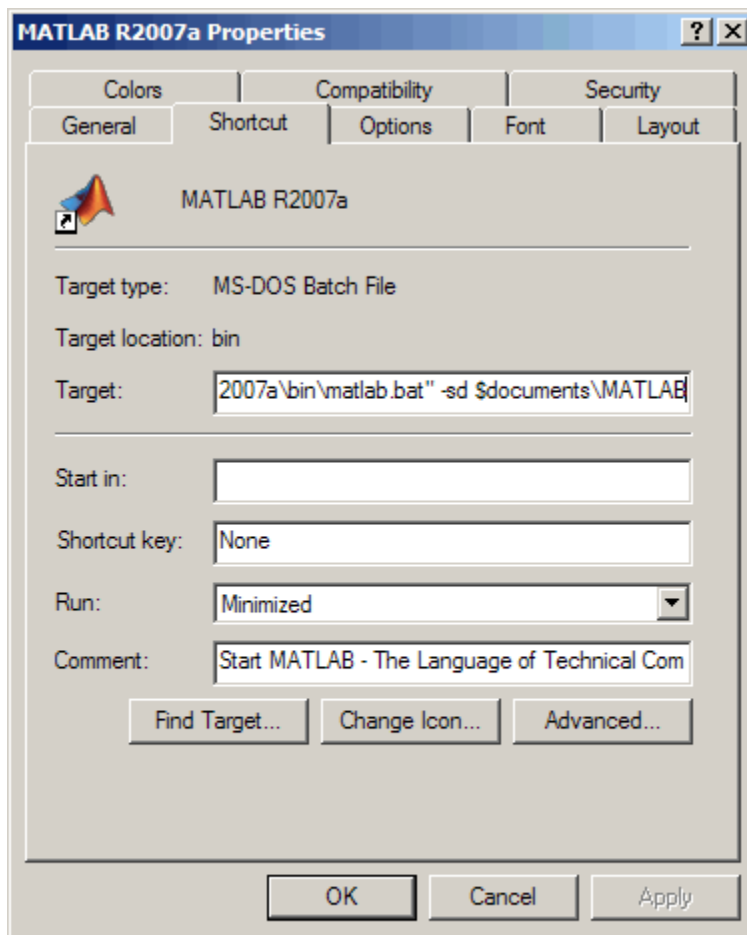 MATLAB R2007a Properties
Colors Compatibility Security
General Shortcut Options Font Layout
MATLAB R2007a
Target type: MS-DOS Batch File
Target location: bin
Target: 2007a\bin\matlab.bat" -sd $documents\MATLAB
Start in:
Shortcut key: None
Run: Minimized
Comment: Start MATLAB - The Language of Technical Com
Find Target... Change Icon... Advanced...
OK Cancel Apply